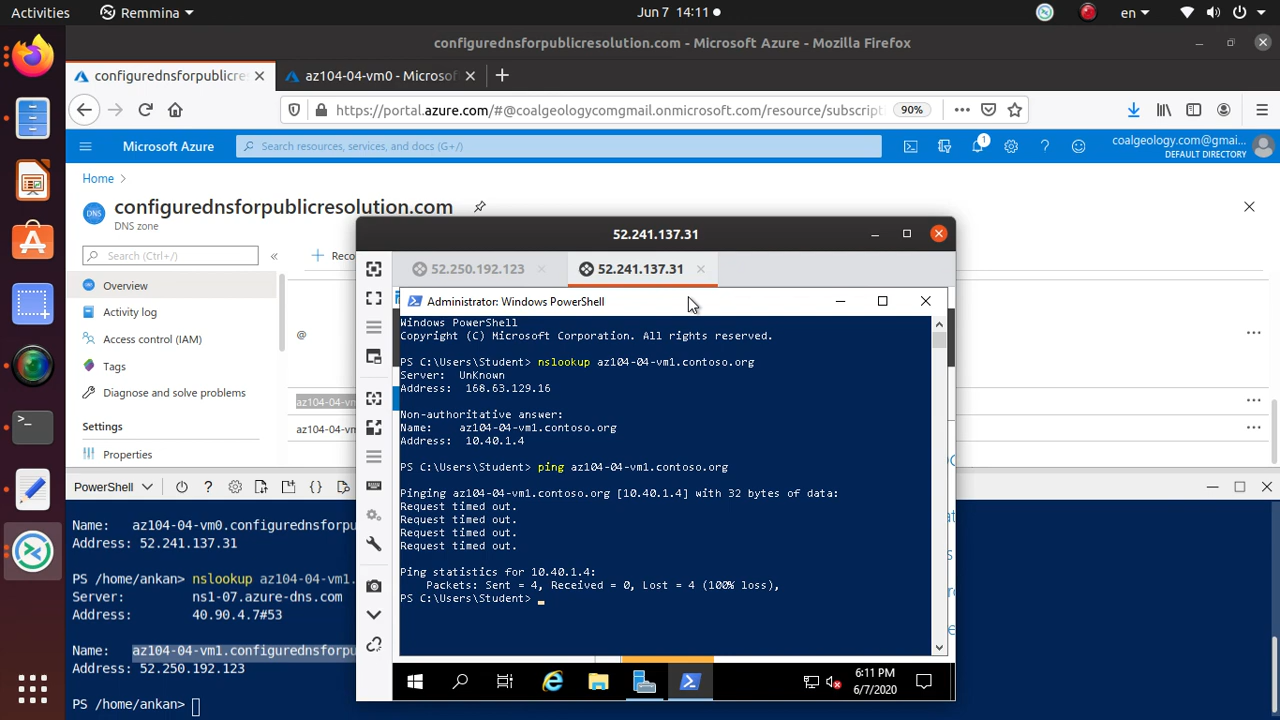 Activities
Remmina
Jun 7 14:11
en
configurednsforpublicresolution.com - Microsoft Azure - Mozilla Firefox
configurednsforpublicre
az104-04-vm0 - Microsof
https://portal.azure.com/#@coalgeologycomgmail.onmicrosoft.com/resource/subscript
90%
Microsoft Azure
Search resources, services, and docs (G+/)
1
coalgeology.com@gmai...
DEFAULT DIRECTORY
Home
DNS
configurednsforpublicresolution.com
DNS zone
Search (Ctrl+/)
Reco
Overview
Activity log
Access control (IAM)
Tags
Diagnose and solve problems
Settings
Properties
@
az104-04-vm
az104-04-vm
52.241.137.31
52.250.192.123
52.241.137.31
Administrator: Windows PowerShell
Windows PowerShell
Copyright (C) Microsoft Corporation. All rights reserved.
PS C:\Users\Student> nslookup az104-04-vm1.contoso.org
Server:  UnKnown
Address:  168.63.129.16
Non-authoritative answer:
Name:    az104-04-vm1.contoso.org
Address:  10.40.1.4
PS C:\Users\Student> ping az104-04-vm1.contoso.org
Pinging az104-04-vm1.contoso.org [10.40.1.4] with 32 bytes of data:
Request timed out.
Request timed out.
Request timed out.
Request timed out.
Ping statistics for 10.40.1.4:
Packets: Sent = 4, Received = 0, Lost = 4 (100% loss),
PS C:\Users\Student>
6:11 PM
6/7/2020
PowerShell
Name:   az104-04-vm0.configurednsforpu
Address: 52.241.137.31
PS /home/ankan> nslookup az104-04-vm1.
Server:         ns1-07.azure-dns.com
Address:        40.90.4.7#53
Name:   az104-04-vm1.configurednsforpu
Address: 52.250.192.123
PS /home/ankan>